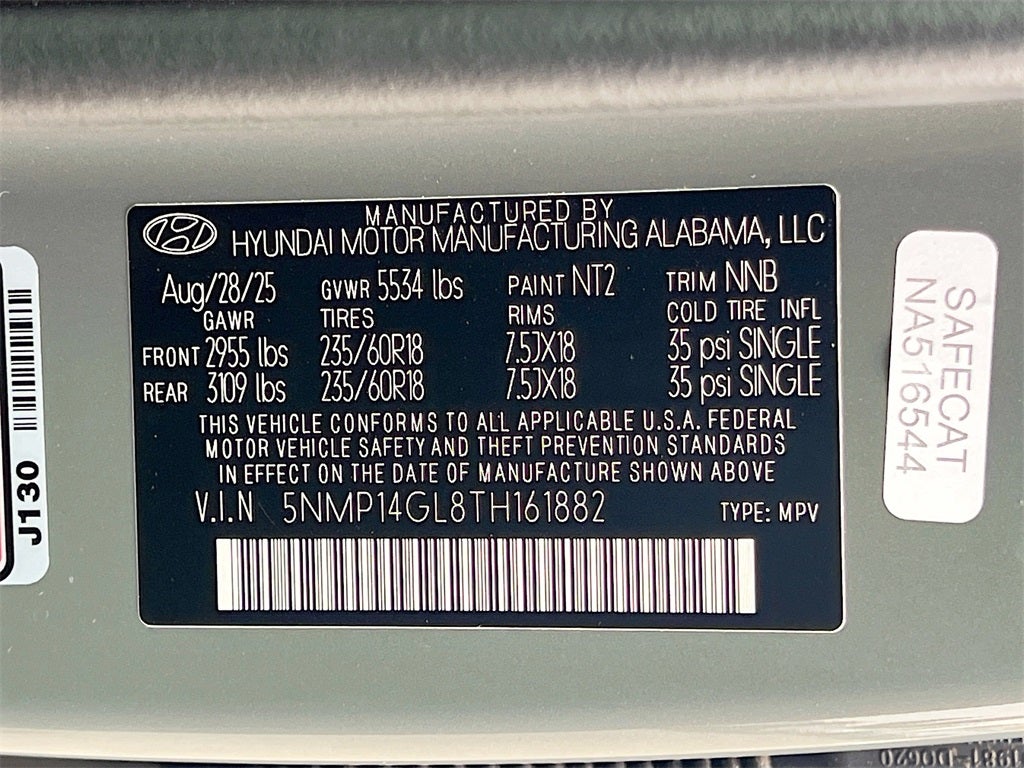 MANUFACTURED BY
HYUNDAI MOTOR MANUFACTURING ALABAMA, LLC
Aug/28/25 GVWR 5534 lbs PAINT NT2 TRIM NNB
GAWR TIRES RIMS COLD TIRE INFL
FRONT 2955 lbs 235/60R18 7.5JX18 35 psi SINGLE
REAR 3109 lbs 235/60R18 7.5JX18 35 psi SINGLE
THIS VEHICLE CONFORMS TO ALL APPLICABLE U.S.A. FEDERAL
MOTOR VEHICLE SAFETY AND THEFT PREVENTION STANDARDS
IN EFFECT ON THE DATE OF MANUFACTURE SHOWN ABOVE
V.I.N 5NMP14GL8TH161882 TYPE: MPV
J130
SAFECAT
NA516544